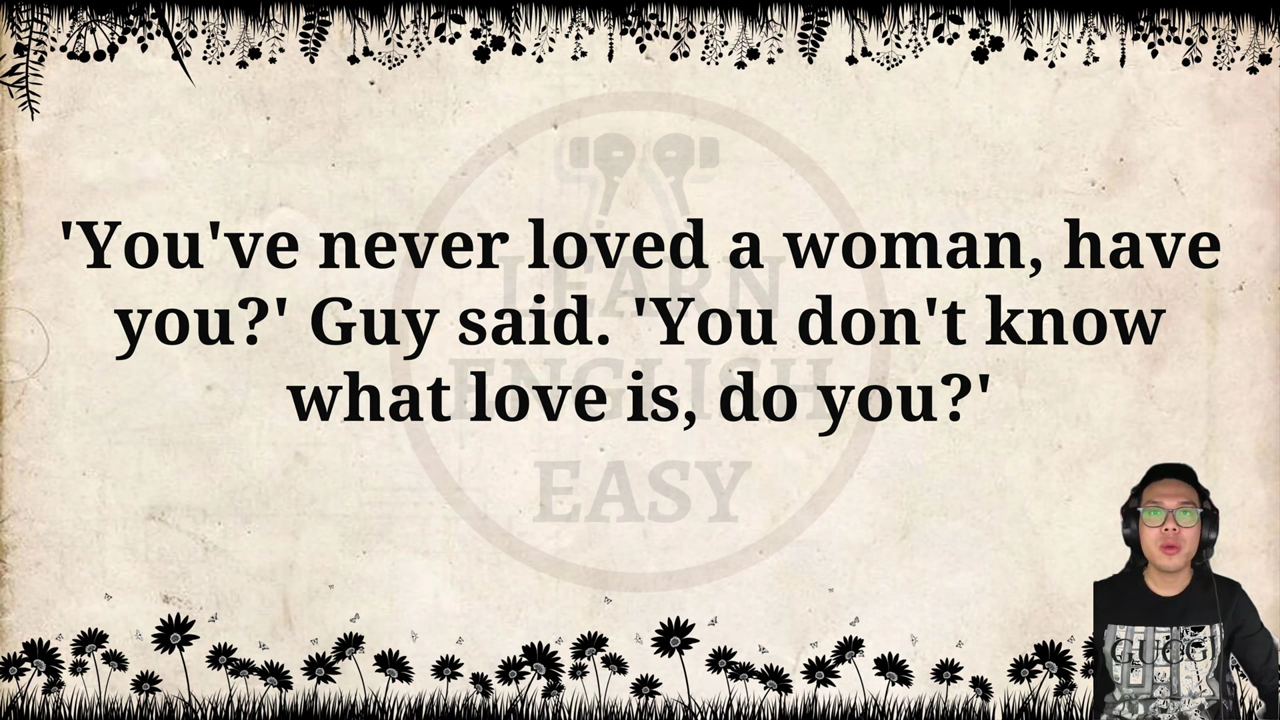 'You've never loved a woman, have
you?' Guy said. 'You don't know
what love is, do you?'
LEARN
ENGLISH
EASY
GUCCI